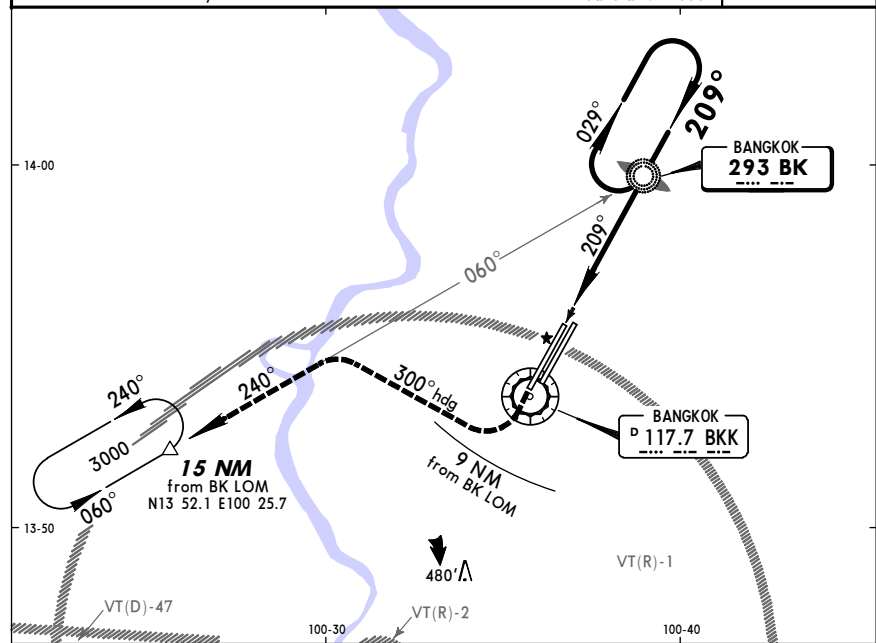 029°
209°
14-00
BANGKOK
293 BK
209°
060°
240°
240°
300° hdg
BANGKOK
D 117.7 BKK
D
3000
060°
15 NM
from BK LOM
N13 52.1 E100 25.7
9 NM
from BK LOM
13-50
480'
VT(R)-1
VT(D)-47
100-30
VT(R)-2
100-40